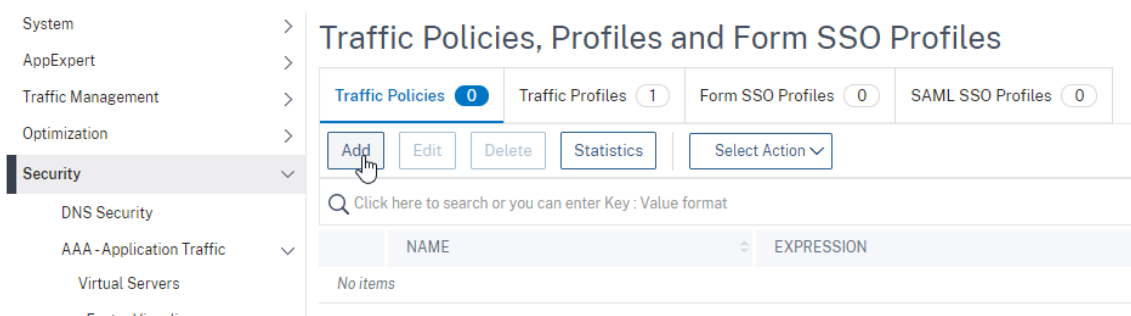 System
AppExpert
Traffic Management
Optimization
Security
DNS Security
AAA - Application Traffic
Virtual Servers
Traffic Policies, Profiles and Form SSO Profiles
Traffic Policies 0 Traffic Profiles 1 Form SSO Profiles 0 SAML SSO Profiles 0
Add Edit Delete Statistics Select Action
Click here to search or you can enter Key : Value format
NAME EXPRESSION
No items